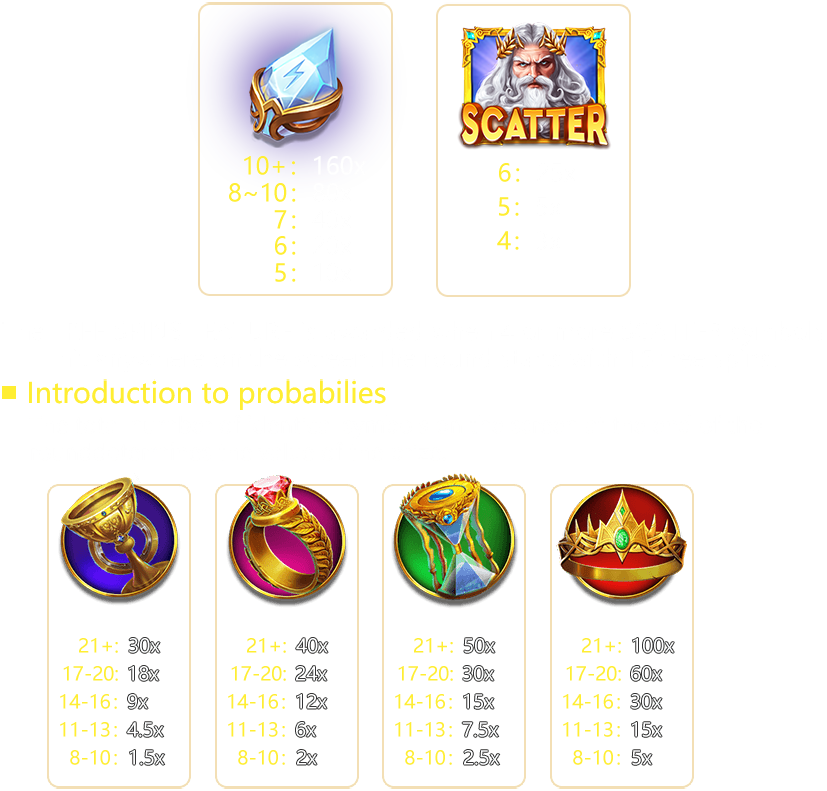 SCATTER
10+: 160x
8~10:
7:
6:
5:
6:
5:
4:
■ Introduction to probabilies
21+: 30x
17-20: 18x
14-16: 9x
11-13: 4.5x
8-10: 1.5x
21+: 40x
17-20: 24x
14-16: 12x
11-13: 6x
8-10: 2x
21+: 50x
17-20: 30x
14-16: 15x
11-13: 7.5x
8-10: 2.5x
21+: 100x
17-20: 60x
14-16: 30x
11-13: 15x
8-10: 5x